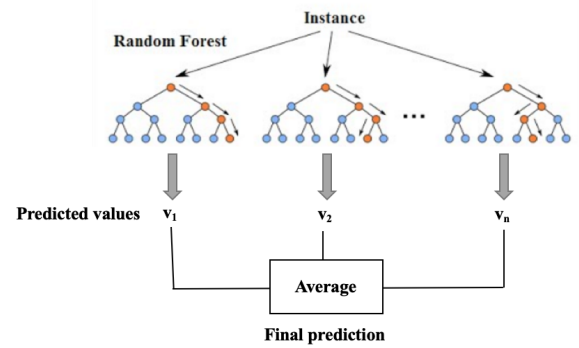 Instance
Random Forest
...
Predicted values v1 v2 vn
Average
Final prediction